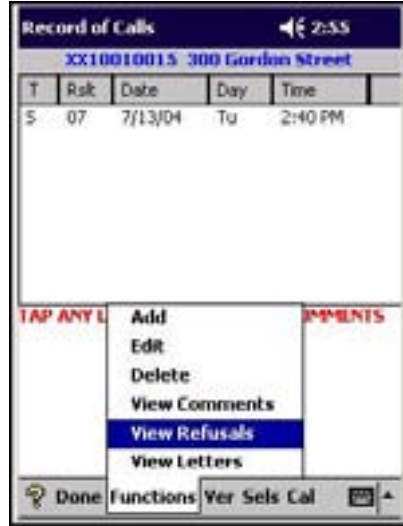 Record of Calls 2:55
XX10010015 300 Gordon Street
T Rslt Date Day Time
S 07 7/13/04 Tu 2:40 PM
TAP ANY
Add
Edit
Delete
View Comments
View Refusals
View Letters
Done Functions Ver Sels Cal